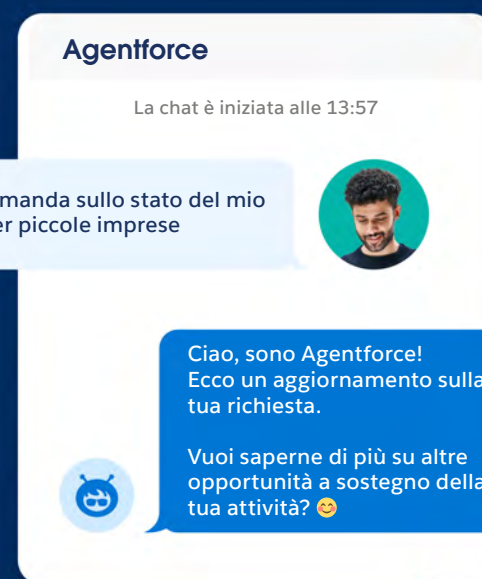 Agentforce
La chat è iniziata alle 13:57
sullo stato del mio
piccole imprese
Ciao, sono Agentforce!
Ecco un aggiornamento sulla
tua richiesta.
Vuoi saperne di più su altre
opportunità a sostegno della
tua attività? 😊